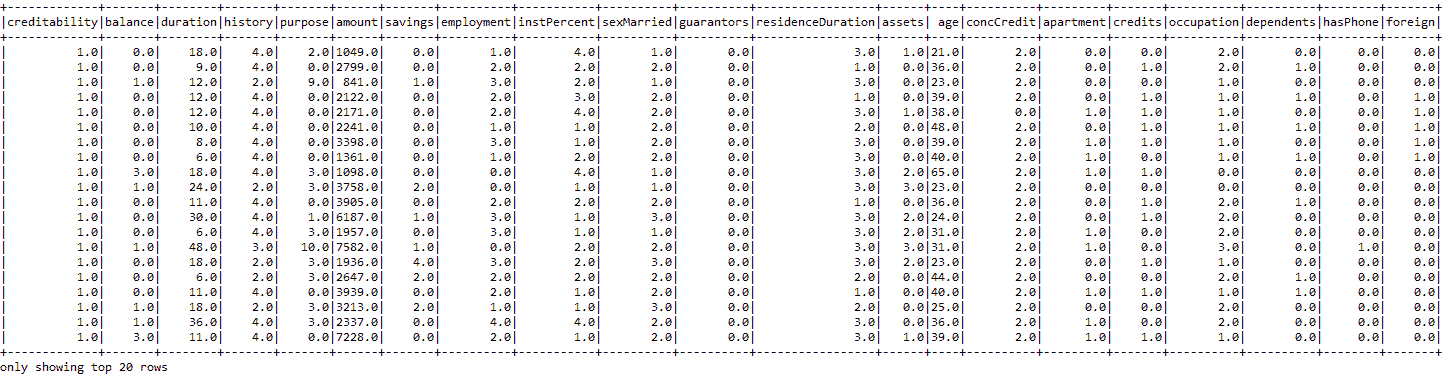 +-------------+-------+--------+-------+-------+------+-------+----------+-----------+----------+----------+-----------------+------+----+----------+---------+-------+----------+----------+--------+-------+
|creditability|balance|duration|history|purpose|amount|savings|employment|instPercent|sexMarried|guarantors|residenceDuration|assets| age|concCredit|apartment|credits|occupation|dependents|hasPhone|foreign|
+-------------+-------+--------+-------+-------+------+-------+----------+-----------+----------+----------+-----------------+------+----+----------+---------+-------+----------+----------+--------+-------+
| 1.0| 0.0| 18.0| 4.0| 2.0|1049.0| 0.0| 1.0| 4.0| 1.0| 0.0| 3.0| 1.0|21.0| 2.0| 0.0| 0.0| 2.0| 0.0| 0.0| 0.0|
| 1.0| 0.0| 9.0| 4.0| 0.0|2799.0| 0.0| 2.0| 2.0| 2.0| 0.0| 1.0| 0.0|36.0| 2.0| 0.0| 1.0| 2.0| 1.0| 0.0| 0.0|
| 1.0| 1.0| 12.0| 2.0| 9.0| 841.0| 1.0| 3.0| 2.0| 1.0| 0.0| 3.0| 0.0|23.0| 2.0| 0.0| 0.0| 1.0| 0.0| 0.0| 0.0|
| 1.0| 0.0| 12.0| 4.0| 0.0|2122.0| 0.0| 2.0| 3.0| 2.0| 0.0| 1.0| 0.0|39.0| 2.0| 0.0| 1.0| 1.0| 1.0| 0.0| 1.0|
| 1.0| 0.0| 12.0| 4.0| 0.0|2171.0| 0.0| 2.0| 4.0| 2.0| 0.0| 3.0| 1.0|38.0| 0.0| 1.0| 1.0| 1.0| 0.0| 0.0| 1.0|
| 1.0| 0.0| 10.0| 4.0| 0.0|2241.0| 0.0| 1.0| 1.0| 2.0| 0.0| 2.0| 0.0|48.0| 2.0| 0.0| 1.0| 1.0| 1.0| 0.0| 1.0|
| 1.0| 0.0| 8.0| 4.0| 0.0|3398.0| 0.0| 3.0| 1.0| 2.0| 0.0| 3.0| 0.0|39.0| 2.0| 1.0| 1.0| 1.0| 0.0| 0.0| 1.0|
| 1.0| 0.0| 6.0| 4.0| 0.0|1361.0| 0.0| 1.0| 2.0| 2.0| 0.0| 3.0| 0.0|40.0| 2.0| 1.0| 0.0| 1.0| 1.0| 0.0| 1.0|
| 1.0| 3.0| 18.0| 4.0| 3.0|1098.0| 0.0| 0.0| 4.0| 1.0| 0.0| 3.0| 2.0|65.0| 2.0| 1.0| 1.0| 0.0| 0.0| 0.0| 0.0|
| 1.0| 1.0| 24.0| 2.0| 3.0|3758.0| 2.0| 0.0| 1.0| 1.0| 0.0| 3.0| 3.0|23.0| 2.0| 0.0| 0.0| 0.0| 0.0| 0.0| 0.0|
| 1.0| 0.0| 11.0| 4.0| 0.0|3905.0| 0.0| 2.0| 2.0| 2.0| 0.0| 1.0| 0.0|36.0| 2.0| 0.0| 1.0| 2.0| 1.0| 0.0| 0.0|
| 1.0| 0.0| 30.0| 4.0| 1.0|6187.0| 1.0| 3.0| 1.0| 3.0| 0.0| 3.0| 2.0|24.0| 2.0| 0.0| 1.0| 2.0| 0.0| 0.0| 0.0|
| 1.0| 0.0| 6.0| 4.0| 3.0|1957.0| 0.0| 3.0| 1.0| 1.0| 0.0| 3.0| 2.0|31.0| 2.0| 1.0| 0.0| 2.0| 0.0| 0.0| 0.0|
| 1.0| 1.0| 48.0| 3.0| 10.0|7582.0| 1.0| 0.0| 2.0| 2.0| 0.0| 3.0| 3.0|31.0| 2.0| 1.0| 0.0| 3.0| 0.0| 1.0| 0.0|
| 1.0| 0.0| 18.0| 2.0| 3.0|1936.0| 4.0| 3.0| 2.0| 3.0| 0.0| 3.0| 2.0|23.0| 2.0| 0.0| 1.0| 1.0| 0.0| 0.0| 0.0|
| 1.0| 0.0| 6.0| 2.0| 3.0|2647.0| 2.0| 2.0| 2.0| 2.0| 0.0| 2.0| 0.0|44.0| 2.0| 0.0| 0.0| 2.0| 1.0| 0.0| 0.0|
| 1.0| 0.0| 11.0| 4.0| 0.0|3939.0| 0.0| 2.0| 0.0| 2.0| 0.0| 1.0| 0.0|40.0| 2.0| 1.0| 1.0| 1.0| 1.0| 0.0| 0.0|
| 1.0| 1.0| 18.0| 2.0| 3.0|3213.0| 2.0| 1.0| 1.0| 3.0| 0.0| 2.0| 0.0|25.0| 2.0| 0.0| 0.0| 2.0| 0.0| 0.0| 0.0|
| 1.0| 1.0| 36.0| 4.0| 3.0|2337.0| 0.0| 4.0| 4.0| 2.0| 0.0| 3.0| 0.0|36.0| 2.0| 1.0| 0.0| 2.0| 0.0| 0.0| 0.0|
| 1.0| 3.0| 11.0| 4.0| 0.0|7228.0| 0.0| 2.0| 1.0| 2.0| 0.0| 3.0| 1.0|39.0| 2.0| 1.0| 1.0| 1.0| 0.0| 0.0| 0.0|
+-------------+-------+--------+-------+-------+------+-------+----------+-----------+----------+----------+-----------------+------+----+----------+---------+-------+----------+----------+--------+-------+
only showing top 20 rows